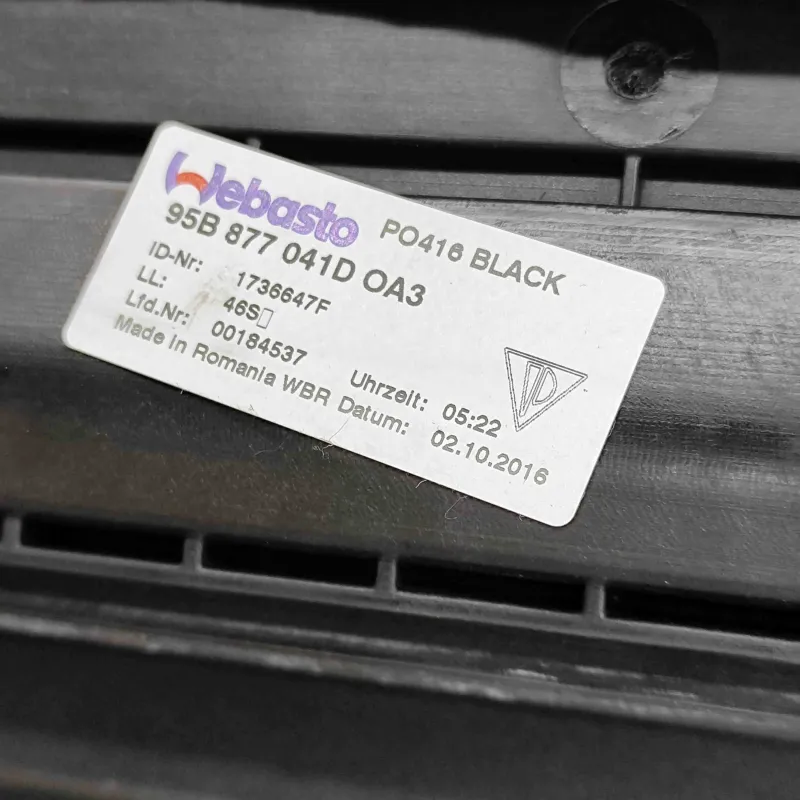 Webasto PO416 BLACK
95B 877 041D OA3
ID-Nr: 1736647F
LL: 46S
Lfd.Nr: 00184537 Uhrzeit: 05:22
Made in Romania WBR Datum: 02.10.2016